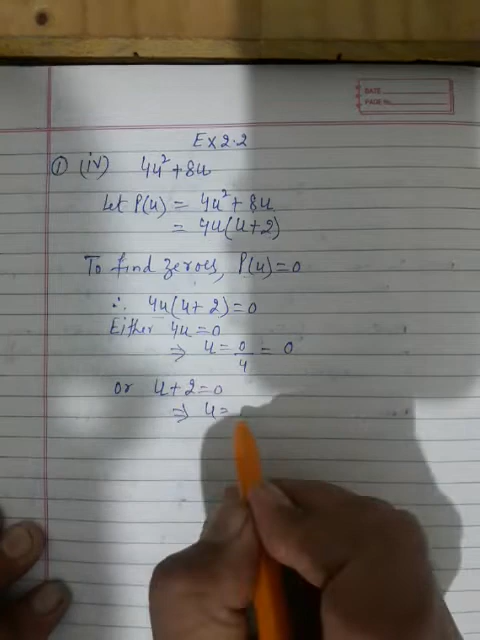 DATE
PAGE No.
Ex 2.2
① (iv) 4u² + 8u
Let P(u) = 4u² + 8u
= 4u(u+2)
To find zeroes, P(u) = 0
∴ 4u(u+2) = 0
Either 4u = 0
⇒ u = 0/4 = 0
or u + 2 = 0
⇒ u =